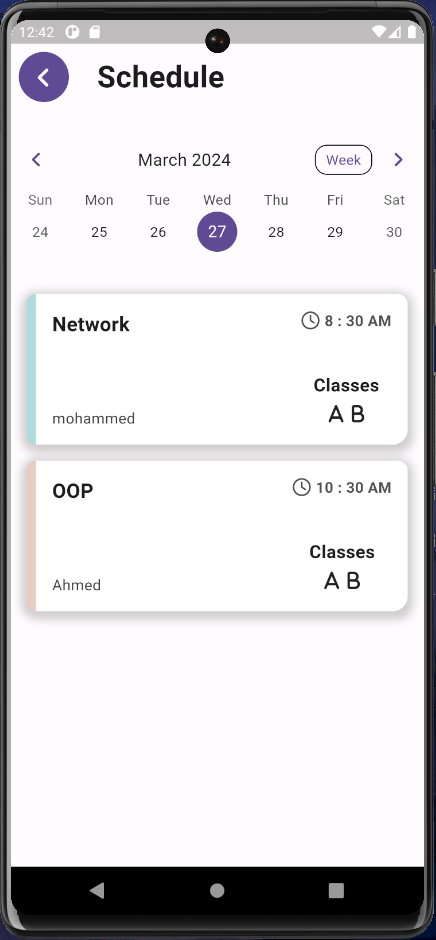 12:42
Schedule
March 2024 Week
Sun Mon Tue Wed Thu Fri Sat
24 25 26 27 28 29 30
Network 8 : 30 AM
Classes
A B
mohammed
OOP 10 : 30 AM
Classes
A B
Ahmed